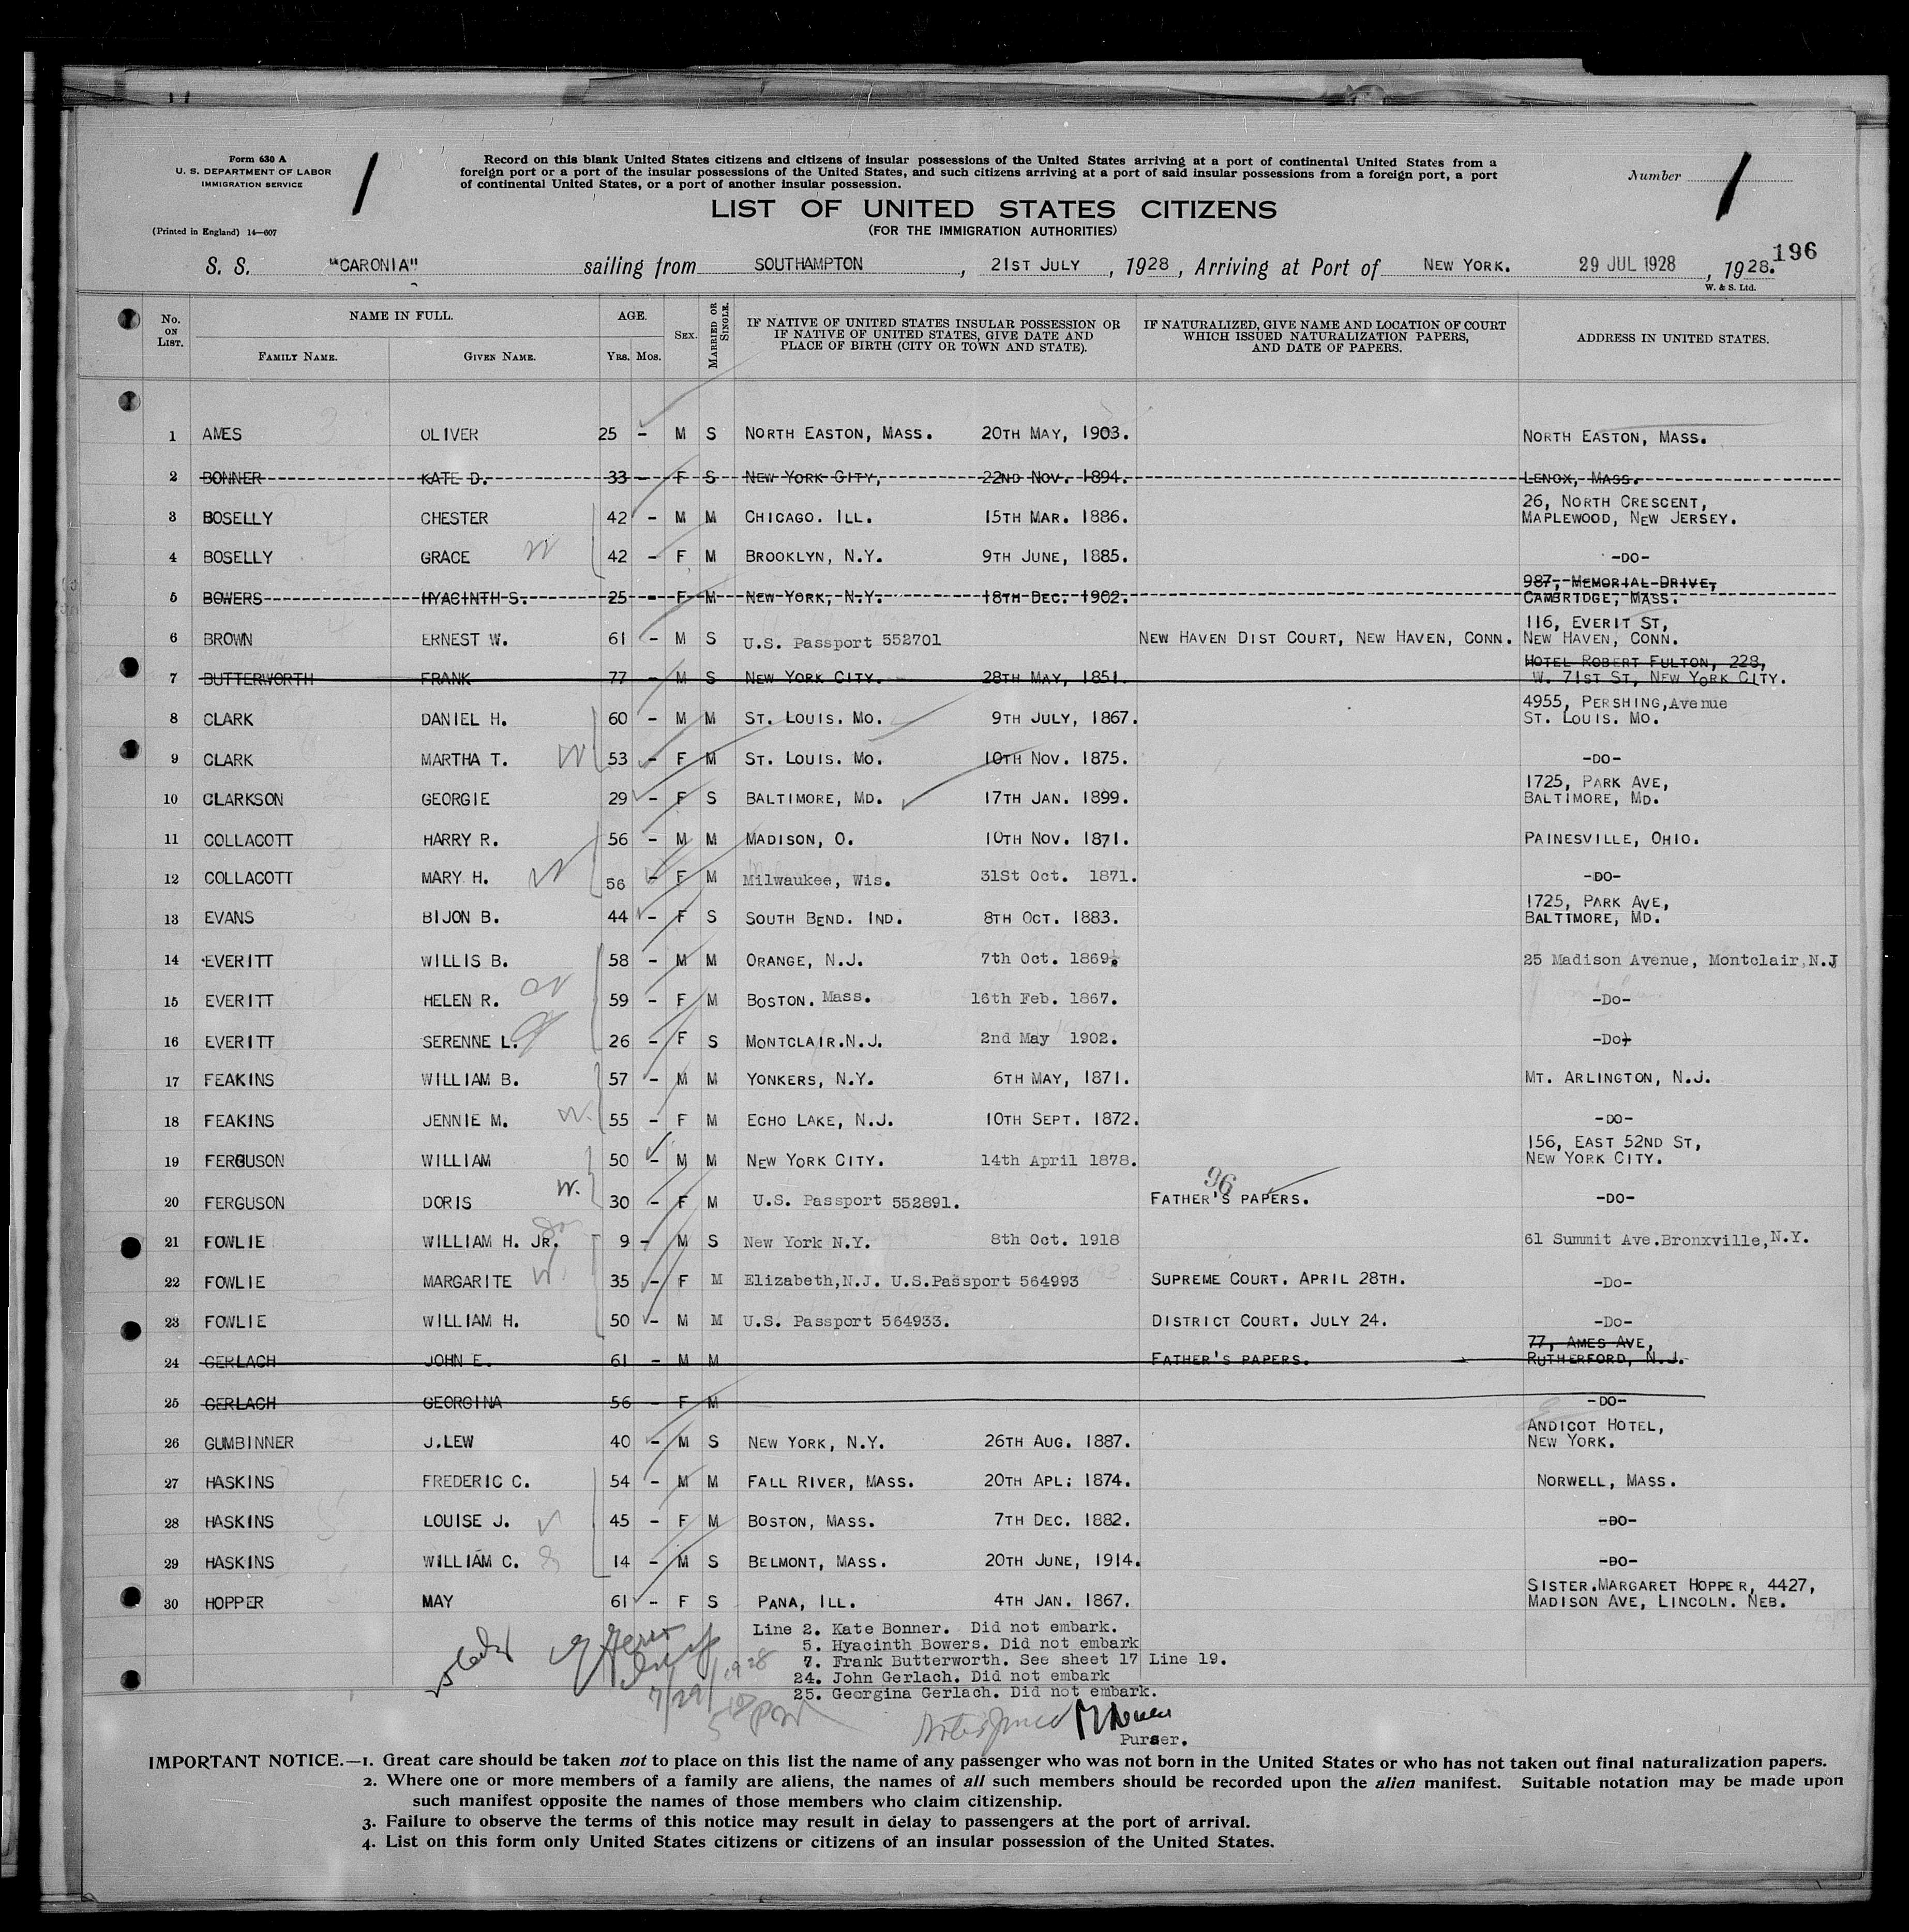 Form 630 A
U. S. DEPARTMENT OF LABOR
IMMIGRATION SERVICE
(Printed in England) 14—607
1
Record on this blank United States citizens and citizens of insular possessions of the United States arriving at a port of continental United States from a
foreign port or a port of the insular possessions of the United States, and such citizens arriving at a port of said insular possessions from a foreign port, a port
of continental United States, or a port of another insular possession.
Number 1
LIST OF UNITED STATES CITIZENS
(FOR THE IMMIGRATION AUTHORITIES)
196
S. S. "CARONIA" sailing from SOUTHAMPTON, 21ST JULY, 1928, Arriving at Port of NEW YORK. 29 JUL 1928, 1928.
W. & S. Ltd.
No. ON LIST. NAME IN FULL. FAMILY NAME. GIVEN NAME. AGE. YRS. MOS. SEX. MARRIED OR SINGLE. IF NATIVE OF UNITED STATES INSULAR POSSESSION OR IF NATIVE OF UNITED STATES, GIVE DATE AND PLACE OF BIRTH (CITY OR TOWN AND STATE). IF NATURALIZED, GIVE NAME AND LOCATION OF COURT WHICH ISSUED NATURALIZATION PAPERS, AND DATE OF PAPERS. ADDRESS IN UNITED STATES.
1 AMES OLIVER 25 - M S NORTH EASTON, MASS. 20TH MAY, 1903. NORTH EASTON, MASS.
2 BONNER KATE D. 33 - F S NEW YORK CITY, 22ND NOV. 1894. LENOX, MASS.
3 BOSELLY CHESTER 42 - M M CHICAGO. ILL. 15TH MAR. 1886. 26, NORTH CRESCENT, MAPLEWOOD, NEW JERSEY.
4 BOSELLY GRACE W 42 - F M BROOKLYN, N.Y. 9TH JUNE, 1885. -DO-
5 BOWERS HYACINTH S. 25 - F M NEW YORK, N.Y. 18TH DEC. 1902. 987, MEMORIAL DRIVE, CAMBRIDGE, MASS.
6 BROWN ERNEST W. 61 - M S U.S. Passport 552701 NEW HAVEN DIST COURT, NEW HAVEN, CONN. 116, EVERIT ST, NEW HAVEN, CONN.
7 BUTTERWORTH FRANK 77 - M S NEW YORK CITY. 28TH MAY, 1851. HOTEL ROBERT FULTON, 228, W. 71ST ST, NEW YORK CITY.
8 CLARK DANIEL H. 60 - M M ST. LOUIS. MO. 9TH JULY, 1867. 4955, PERSHING, Avenue ST. LOUIS. MO.
9 CLARK MARTHA T. W 53 - F M ST. LOUIS. MO. 10TH NOV. 1875. -DO-
10 CLARKSON GEORGIE 29 - F S BALTIMORE, MD. 17TH JAN. 1899. 1725, PARK AVE, BALTIMORE, MD.
11 COLLACOTT HARRY R. 56 - M M MADISON, O. 10TH NOV. 1871. PAINESVILLE, OHIO.
12 COLLACOTT MARY H. W 56 - F M Milwaukee, Wis. 31St Oct. 1871. -DO-
13 EVANS BIJON B. 44 - F S SOUTH BEND. IND. 8TH OCT. 1883. 1725, PARK AVE, BALTIMORE, MD.
14 EVERITT WILLIS B. 58 - M M ORANGE, N.J. 7th Oct. 1869. 25 Madison Avenue, Montclair, N.J
15 EVERITT HELEN R. 59 - F M BOSTON. Mass. 16th Feb. 1867. -Do-
16 EVERITT SERENNE L. 26 - F S MONTCLAIR.N.J. 2nd May 1902. -Do-
17 FEAKINS WILLIAM B. 57 - M M YONKERS, N.Y. 6TH MAY, 1871. MT. ARLINGTON, N.J.
18 FEAKINS JENNIE M. W. 55 - F M ECHO LAKE, N.J. 10TH SEPT. 1872. -DO-
19 FERGUSON WILLIAM 50 - M M NEW YORK CITY. 14th April 1878. 156, EAST 52ND ST, NEW YORK CITY.
20 FERGUSON DORIS W. 30 - F M U.S. Passport 552891. FATHER'S PAPERS. 96 -DO-
21 FOWLIE WILLIAM H. JR. 9 - M S New York N.Y. 8th Oct. 1918 61 Summit Ave.Bronxville, N.Y.
22 FOWLIE MARGARITE W. 35 - F M Elizabeth,N.J. U.S.Passport 564993 SUPREME COURT. APRIL 28TH. -Do-
23 FOWLIE WILLIAM H. 50 - M M U.S. Passport 564933. DISTRICT COURT. JULY 24. -Do-
24 GERLACH JOHN E. 61 - M M FATHER'S PAPERS. 77, AMES AVE, RUTHERFORD, N.J.
25 GERLACH GEORGINA 56 - F M -DO-
26 GUMBINNER J.LEW 40 - M S NEW YORK, N.Y. 26TH AUG. 1887. ANDICOT HOTEL, NEW YORK.
27 HASKINS FREDERIC C. 54 - M M FALL RIVER, MASS. 20TH APL: 1874. NORWELL, MASS.
28 HASKINS LOUISE J. 45 - F M BOSTON, MASS. 7TH DEC. 1882. -DO-
29 HASKINS WILLIAM C. 14 - M S BELMONT, MASS. 20TH JUNE, 1914. -DO-
30 HOPPER MAY 61 - F S PANA, ILL. 4TH JAN. 1867. SISTER.MARGARET HOPPER, 4427, MADISON AVE, LINCOLN. NEB.
Line 2. Kate Bonner. Did not embark.
5. Hyacinth Bowers. Did not embark
7. Frank Butterworth. See sheet 17 Line 19.
24. John Gerlach. Did not embark
25. Georgina Gerlach. Did not embark.
7/29/1928
Purser.
IMPORTANT NOTICE.—1. Great care should be taken not to place on this list the name of any passenger who was not born in the United States or who has not taken out final naturalization papers.
2. Where one or more members of a family are aliens, the names of all such members should be recorded upon the alien manifest. Suitable notation may be made upon
such manifest opposite the names of those members who claim citizenship.
3. Failure to observe the terms of this notice may result in delay to passengers at the port of arrival.
4. List on this form only United States citizens or citizens of an insular possession of the United States.